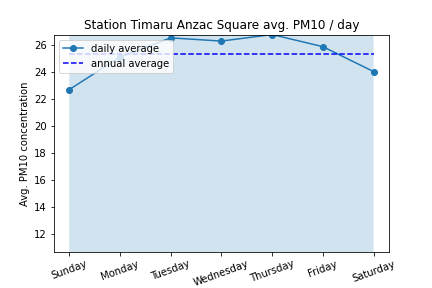 Station Timaru Anzac Square avg. PM10 / day
daily average
annual average
Avg. PM10 concentration
26
24
22
20
18
16
14
12
Sunday
Monday
Tuesday
Wednesday
Thursday
Friday
Saturday